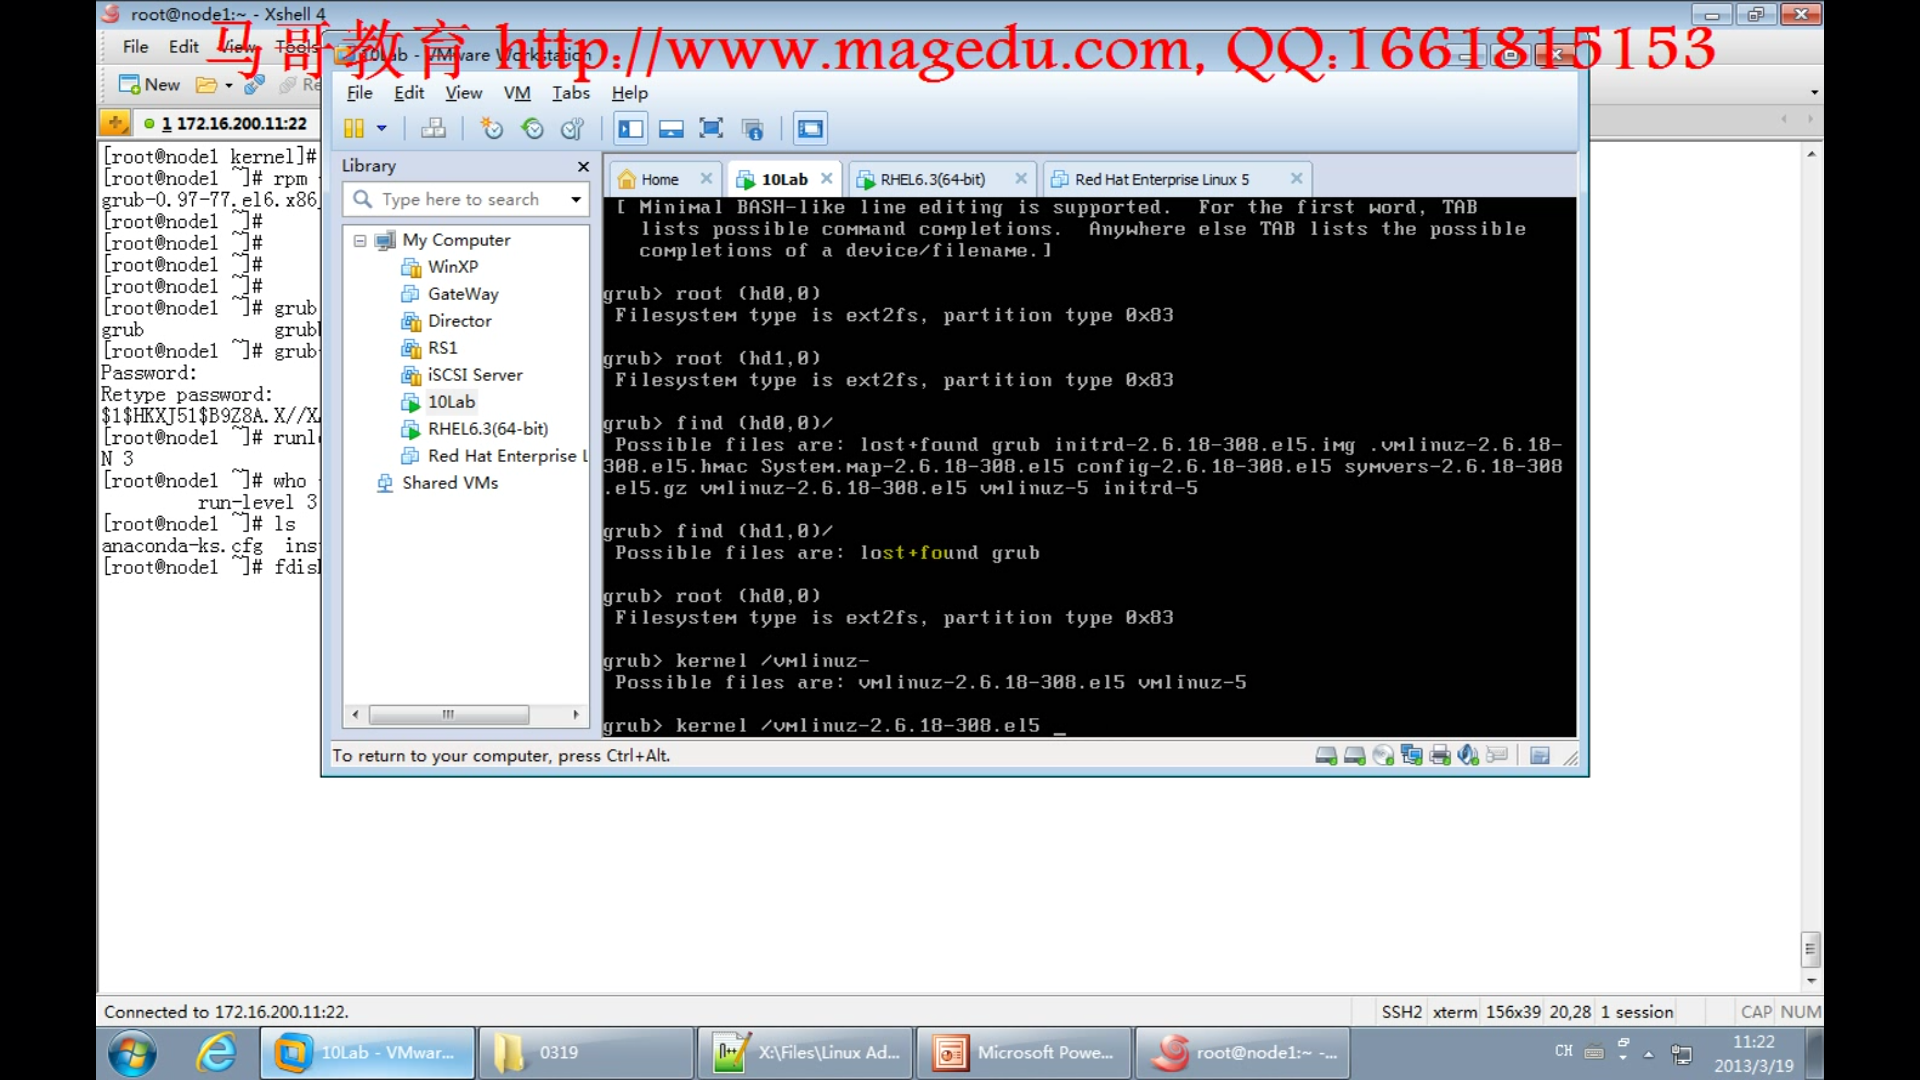 root@node1:~ - Xshell 4
马哥教育 http://www.magedu.com, QQ:1661815153
File Edit View Tools
10Lab - VMware Workstation
New
File Edit View VM Tabs Help
1 172.16.200.11:22
[root@node1 kernel]#
[root@node1 ~]# rpm
grub-0.97-77.el6.x86_
[root@node1 ~]#
[root@node1 ~]#
[root@node1 ~]#
[root@node1 ~]#
[root@node1 ~]# grub
grub
[root@node1 ~]# grub
Password:
Retype password:
$1$HKXJ51$B9Z8A.X//X
[root@node1 ~]# runl
N 3
[root@node1 ~]# who
run-level 3
[root@node1 ~]# ls
anaconda-ks.cfg ins
[root@node1 ~]# fdis
Library
Type here to search
My Computer
WinXP
GateWay
Director
RS1
iSCSI Server
10Lab
RHEL6.3(64-bit)
Red Hat Enterprise L
Shared VMs
Home
10Lab
RHEL6.3(64-bit)
Red Hat Enterprise Linux 5
[ Minimal BASH-like line editing is supported. For the first word, TAB
lists possible command completions. Anywhere else TAB lists the possible
completions of a device/filename.]
grub> root (hd0,0)
Filesystem type is ext2fs, partition type 0x83
grub> root (hd1,0)
Filesystem type is ext2fs, partition type 0x83
grub> find (hd0,0)/
Possible files are: lost+found grub initrd-2.6.18-308.el5.img .vmlinuz-2.6.18-
308.el5.hmac System.map-2.6.18-308.el5 config-2.6.18-308.el5 symvers-2.6.18-308
.el5.gz vmlinuz-2.6.18-308.el5 vmlinuz-5 initrd-5
grub> find (hd1,0)/
Possible files are: lost+found grub
grub> root (hd0,0)
Filesystem type is ext2fs, partition type 0x83
grub> kernel /vmlinuz-
Possible files are: vmlinuz-2.6.18-308.el5 vmlinuz-5
grub> kernel /vmlinuz-2.6.18-308.el5 _
To return to your computer, press Ctrl+Alt.
Connected to 172.16.200.11:22.
SSH2 xterm 156x39 20,28 1 session CAP NUM
10Lab - VMwar...
0319
X:\Files\Linux Ad...
Microsoft Powe...
root@node1:~ -...
CH
11:22
2013/3/19